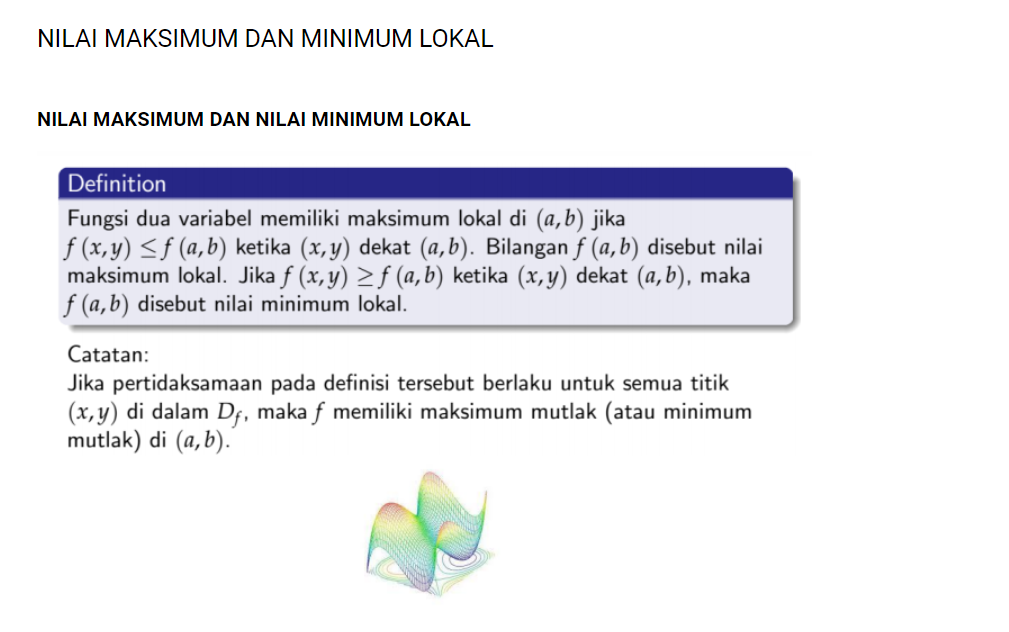 NILAI MAKSIMUM DAN MINIMUM LOKAL
NILAI MAKSIMUM DAN NILAI MINIMUM LOKAL
Definition
Fungsi dua variabel memiliki maksimum lokal di (a, b) jika
f (x, y) ≤ f (a, b) ketika (x, y) dekat (a, b). Bilangan f (a, b) disebut nilai
maksimum lokal. Jika f (x, y) ≥ f (a, b) ketika (x, y) dekat (a, b), maka
f (a, b) disebut nilai minimum lokal.
Catatan:
Jika pertidaksamaan pada definisi tersebut berlaku untuk semua titik
(x, y) di dalam D_f, maka f memiliki maksimum mutlak (atau minimum
mutlak) di (a, b).